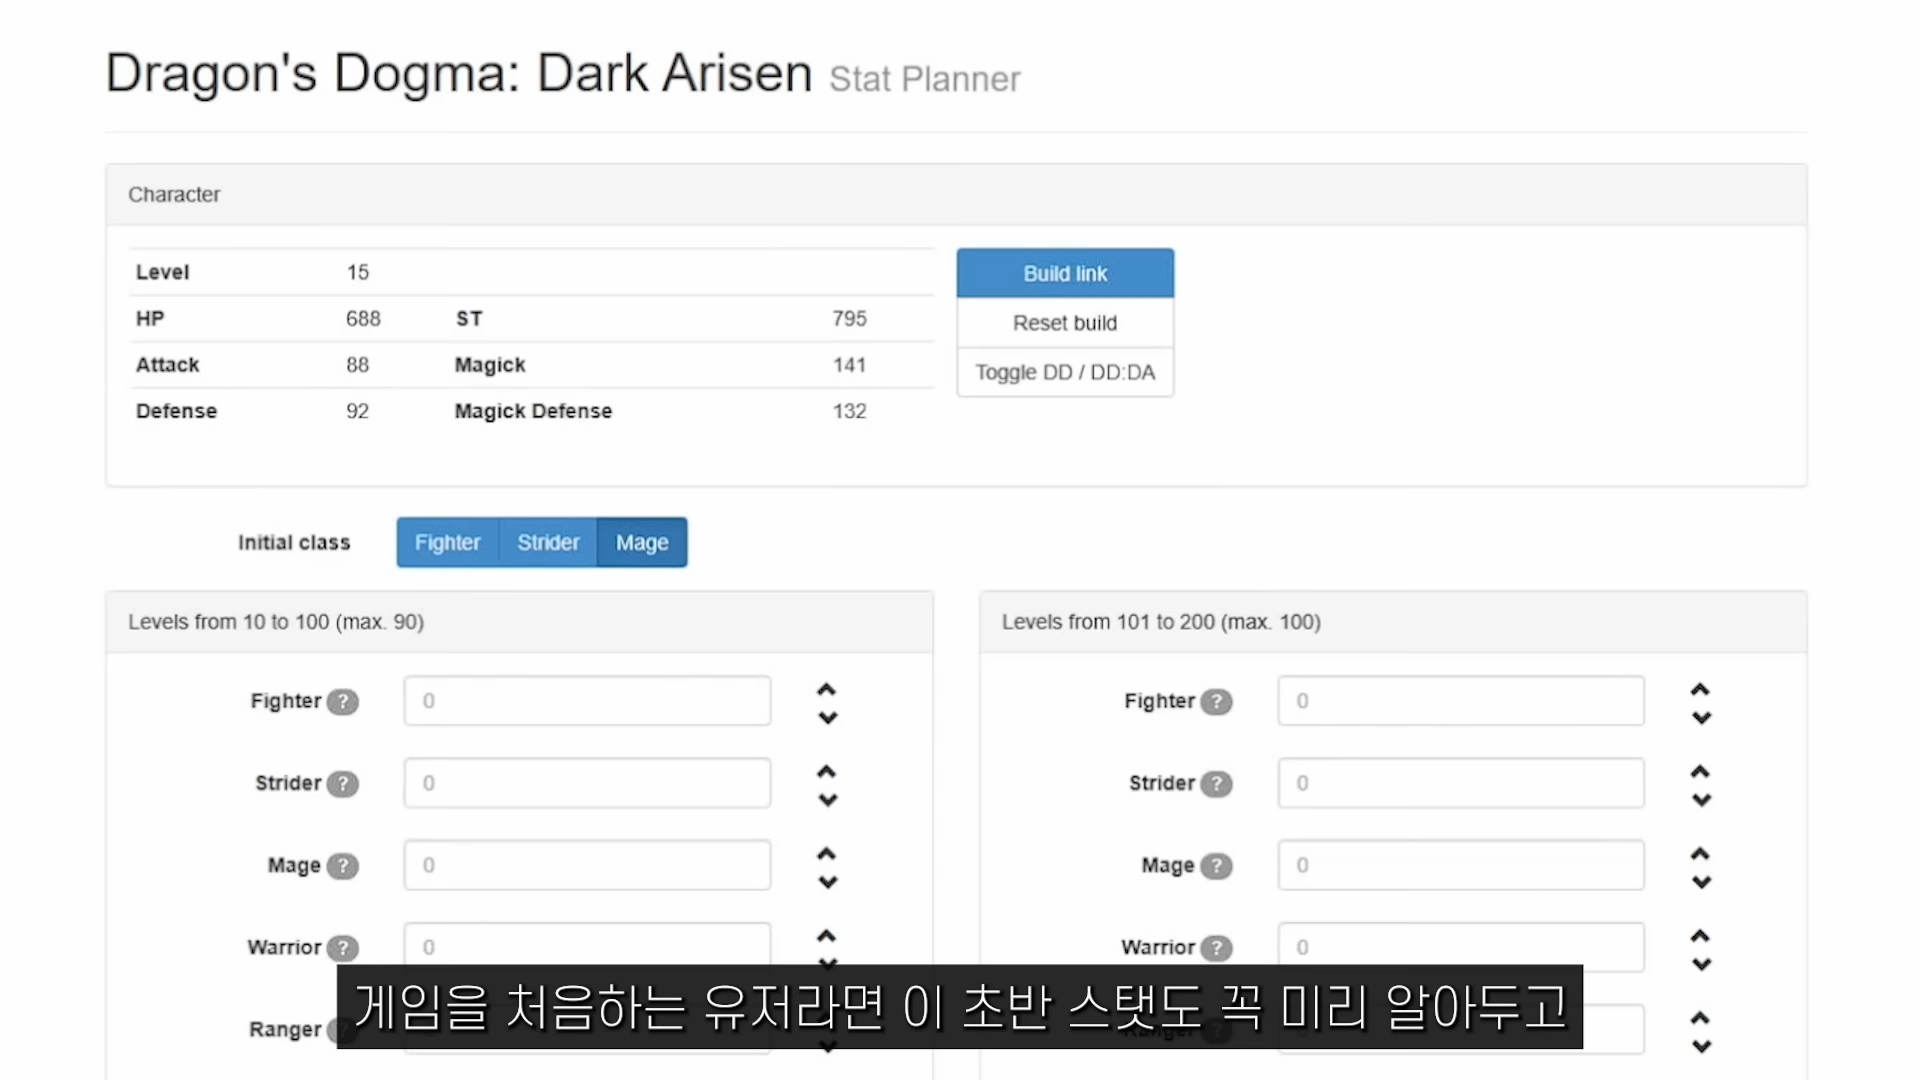 Dragon's Dogma: Dark Arisen Stat Planner
Character
Level 15
HP 688 ST 795
Attack 88 Magick 141
Defense 92 Magick Defense 132
Build link
Reset build
Toggle DD / DD:DA
Initial class Fighter Strider Mage
Levels from 10 to 100 (max. 90)
Fighter ? 0
Strider ? 0
Mage ? 0
Warrior ? 0
Ranger ?
Levels from 101 to 200 (max. 100)
Fighter ? 0
Strider ? 0
Mage ? 0
Warrior ? 0
Ranger ?
게임을 처음하는 유저라면 이 초반 스탯도 꼭 미리 알아두고